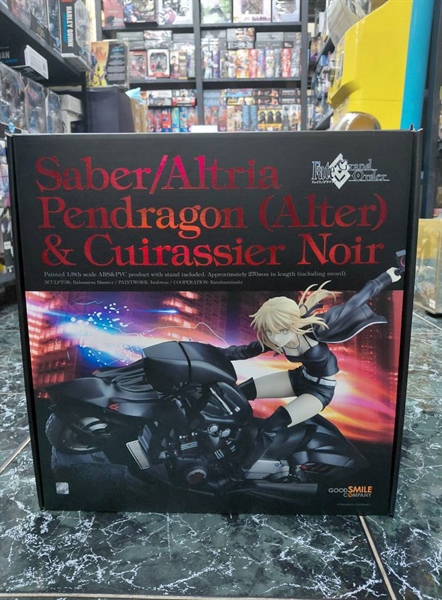 Fate Grand Order
Saber/Altria
Pendragon (Alter)
& Cuirassier Noir
Painted 1/8th scale ABS&PVC product with stand included. Approximately 270mm in length (including sword).
GOOD SMILE
COMPANY